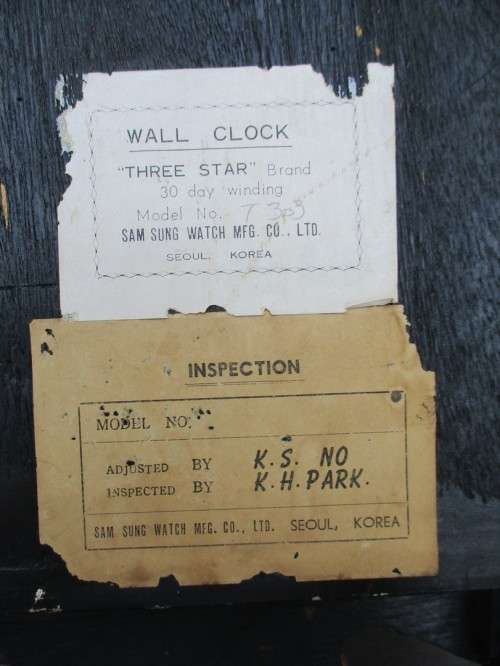 WALL CLOCK
"THREE STAR" Brand
30 day winding
Model No. T 303
SAM SUNG WATCH MFG. CO., LTD.
SEOUL, KOREA
INSPECTION
MODEL NO.
ADJUSTED BY K.S. NO
INSPECTED BY K.H. PARK.
SAM SUNG WATCH MFG. CO., LTD. SEOUL, KOREA